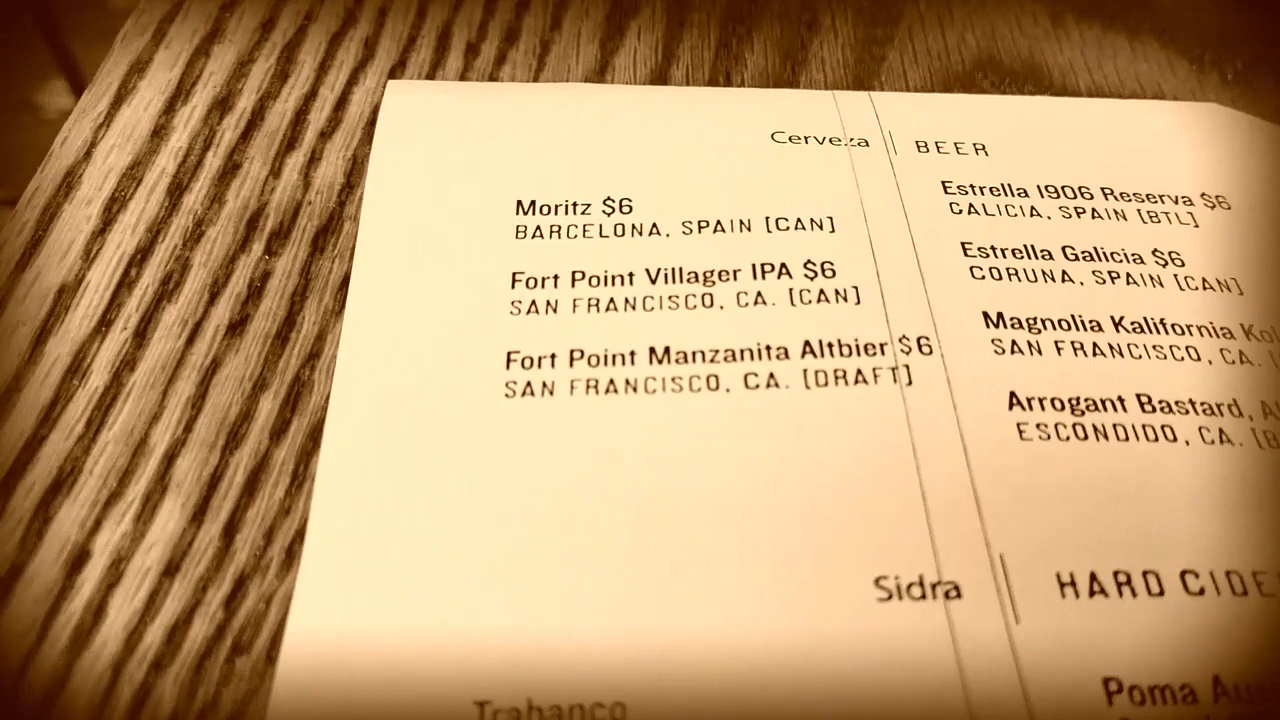 Cerveza | BEER
Moritz $6
BARCELONA, SPAIN [CAN]
Fort Point Villager IPA $6
SAN FRANCISCO, CA. [CAN]
Fort Point Manzanita Altbier $6
SAN FRANCISCO, CA. [DRAFT]
Estrella 1906 Reserva $6
GALICIA, SPAIN [BTL]
Estrella Galicia $6
CORUNA, SPAIN [CAN]
Magnolia Kalifornia
SAN FRANCISCO, CA.
Arrogant Bastard,
ESCONDIDO, CA.
Sidra | HARD
Trabanco
Poma